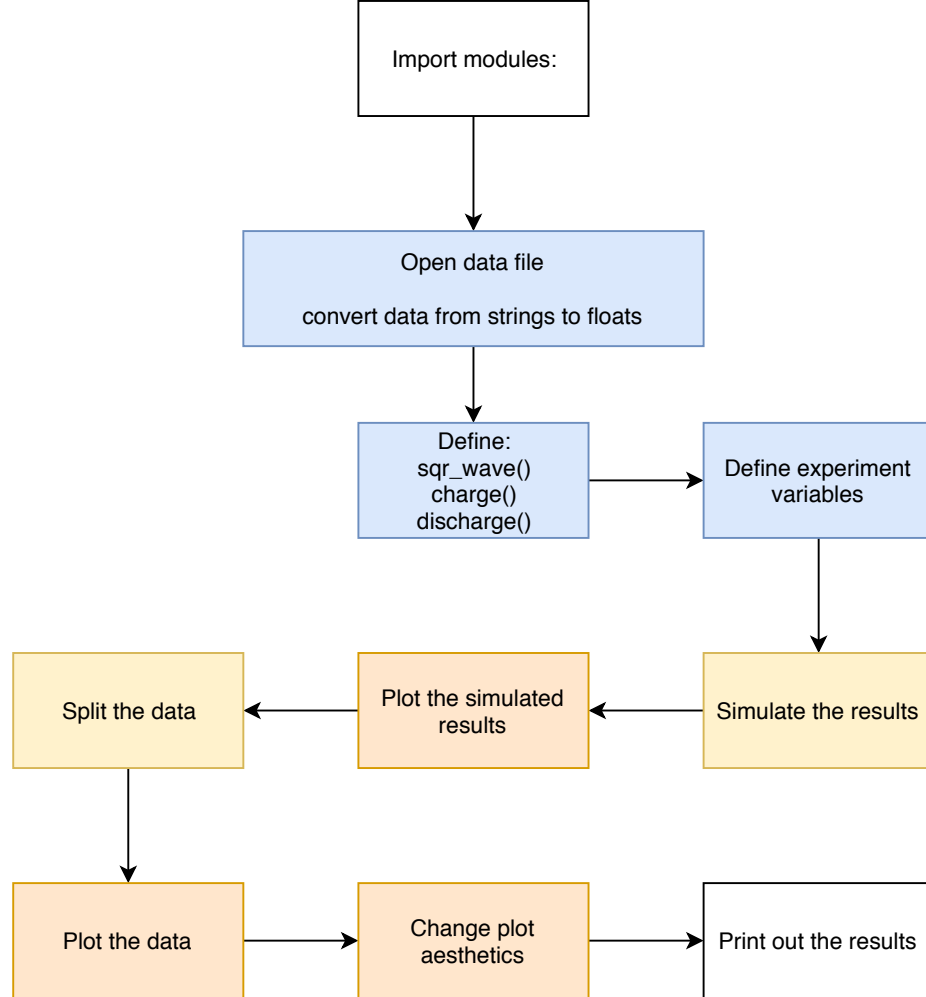 Import modules:
Open data file
convert data from strings to floats
Define:
sqr_wave()
charge()
discharge()
Define experiment
variables
Simulate the results
Plot the simulated
results
Split the data
Plot the data
Change plot
aesthetics
Print out the results